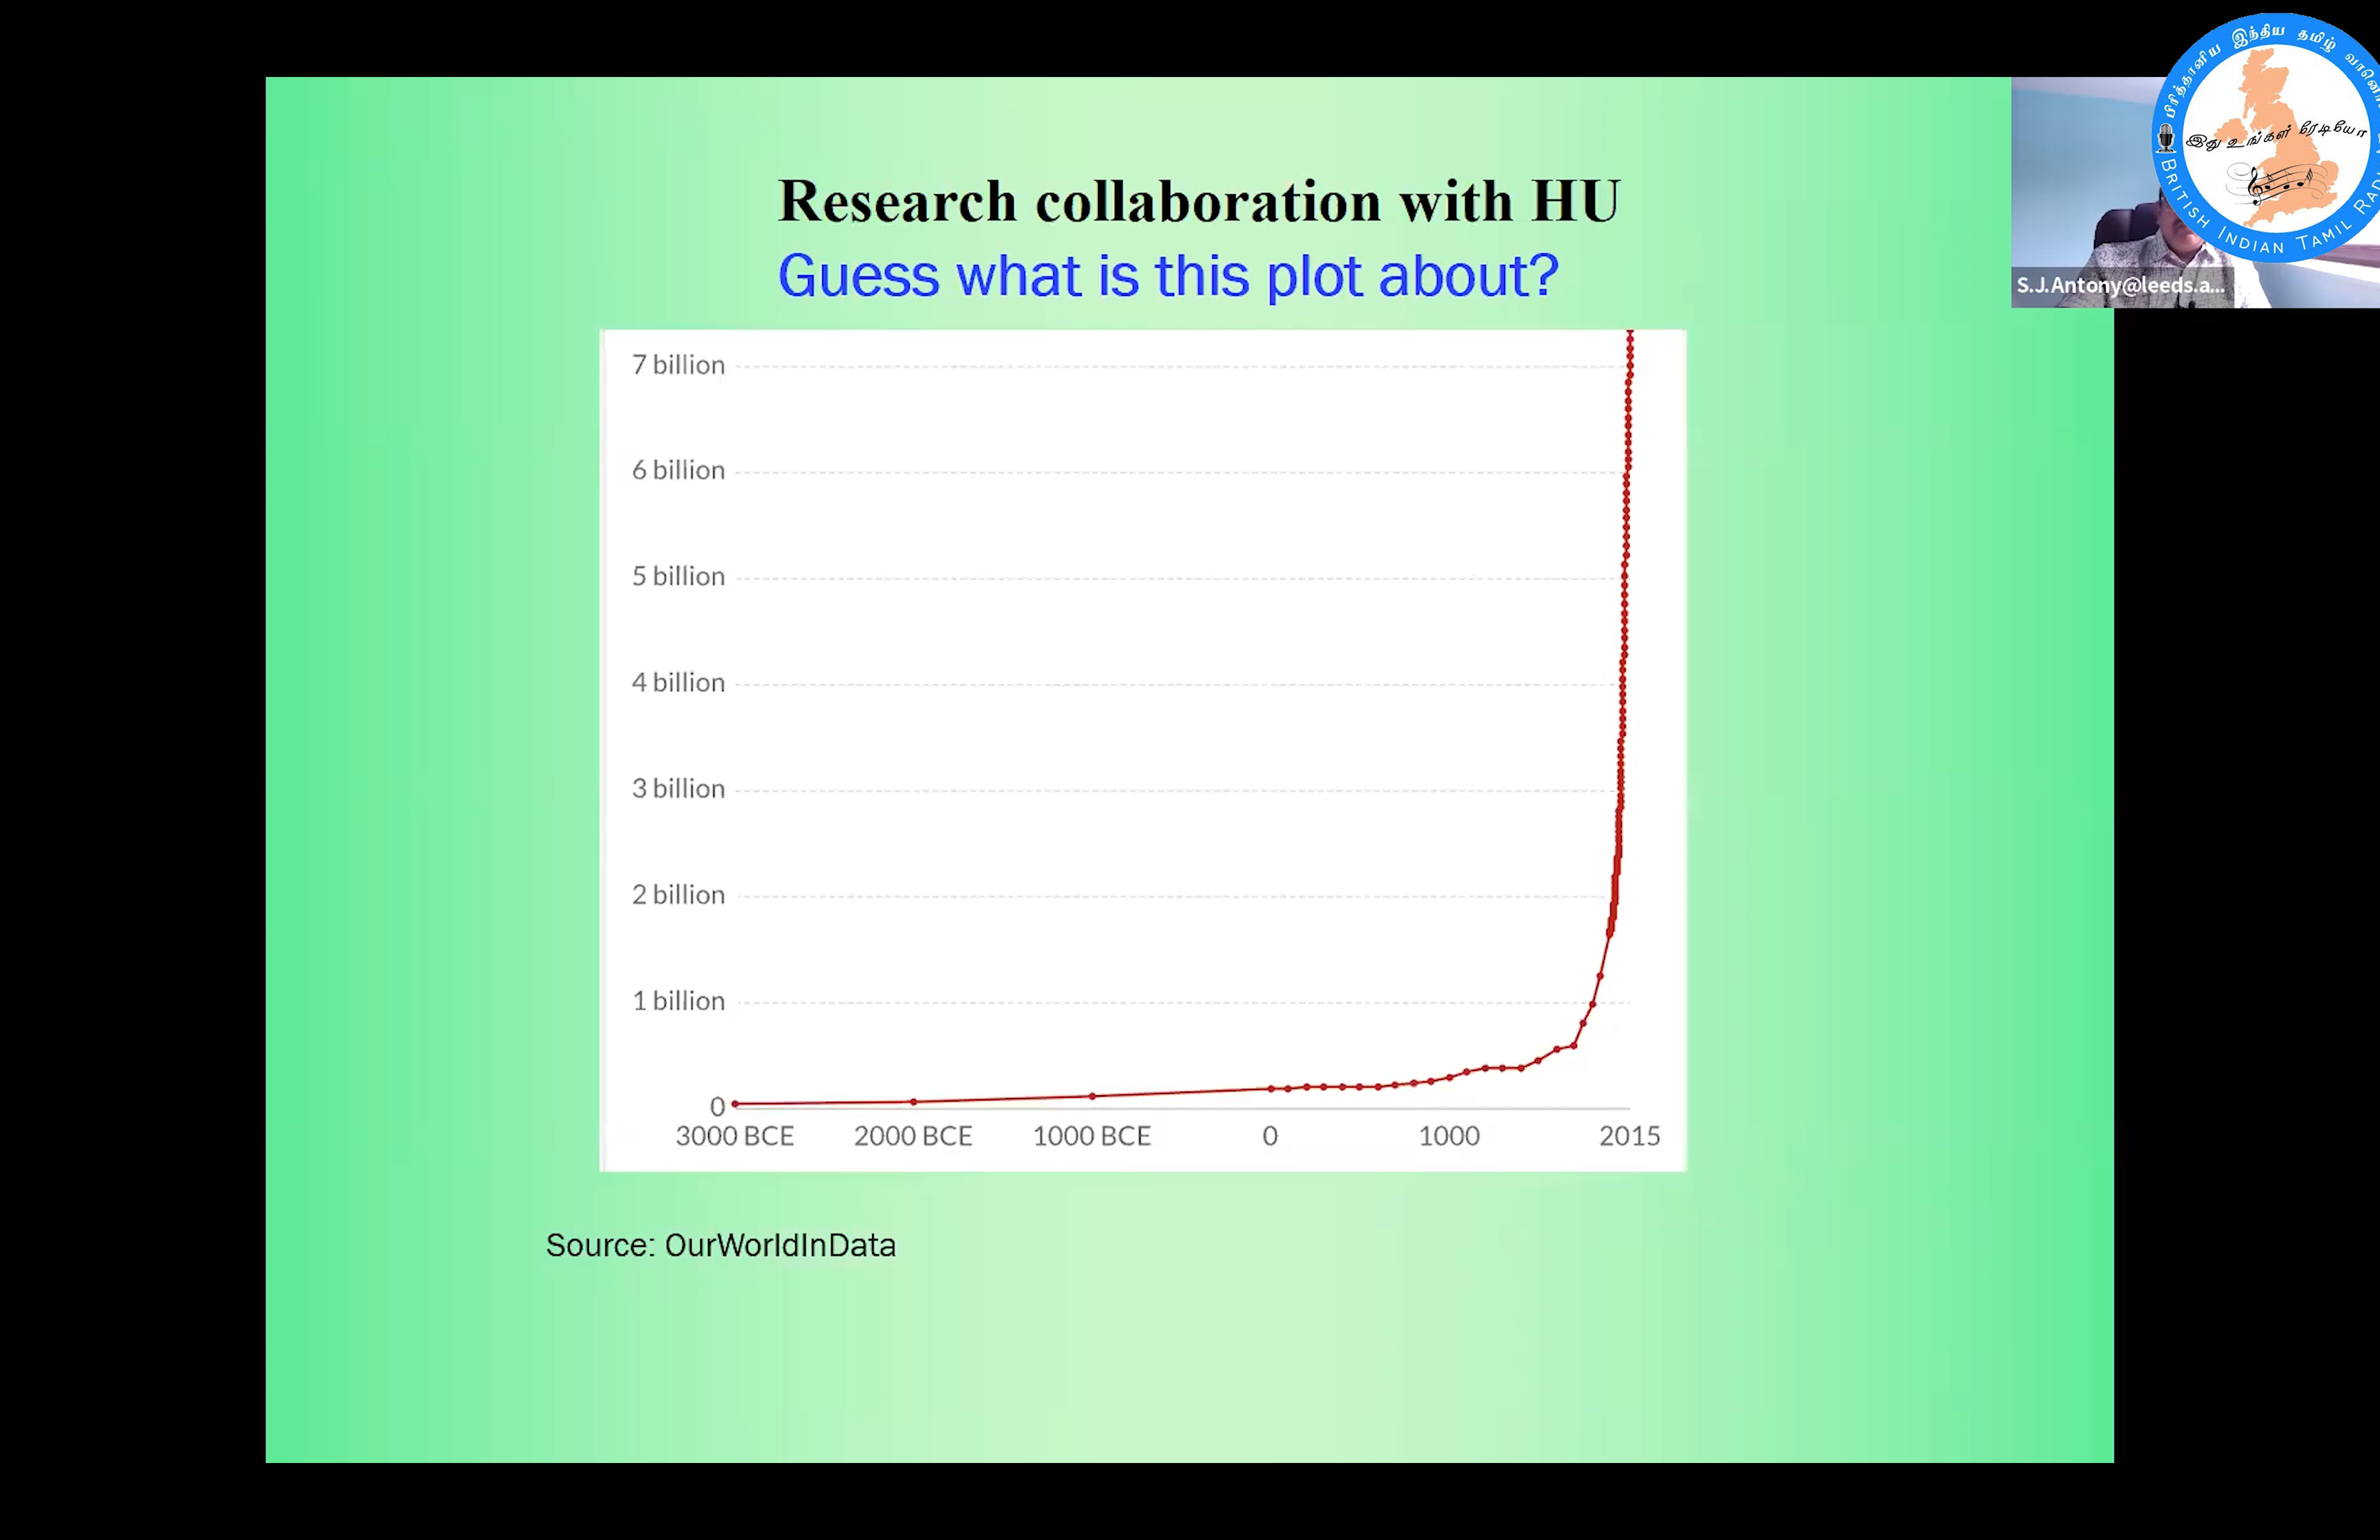 Research collaboration with HU
Guess what is this plot about?
7 billion
6 billion
5 billion
4 billion
3 billion
2 billion
1 billion
0
3000 BCE 2000 BCE 1000 BCE 0 1000 2015
Source: OurWorldInData
பிரித்தானிய இந்திய தமிழ்
இது உங்கள் ரேடியோ
BRITISH INDIAN TAMIL
S.J.Antony@leeds.a...